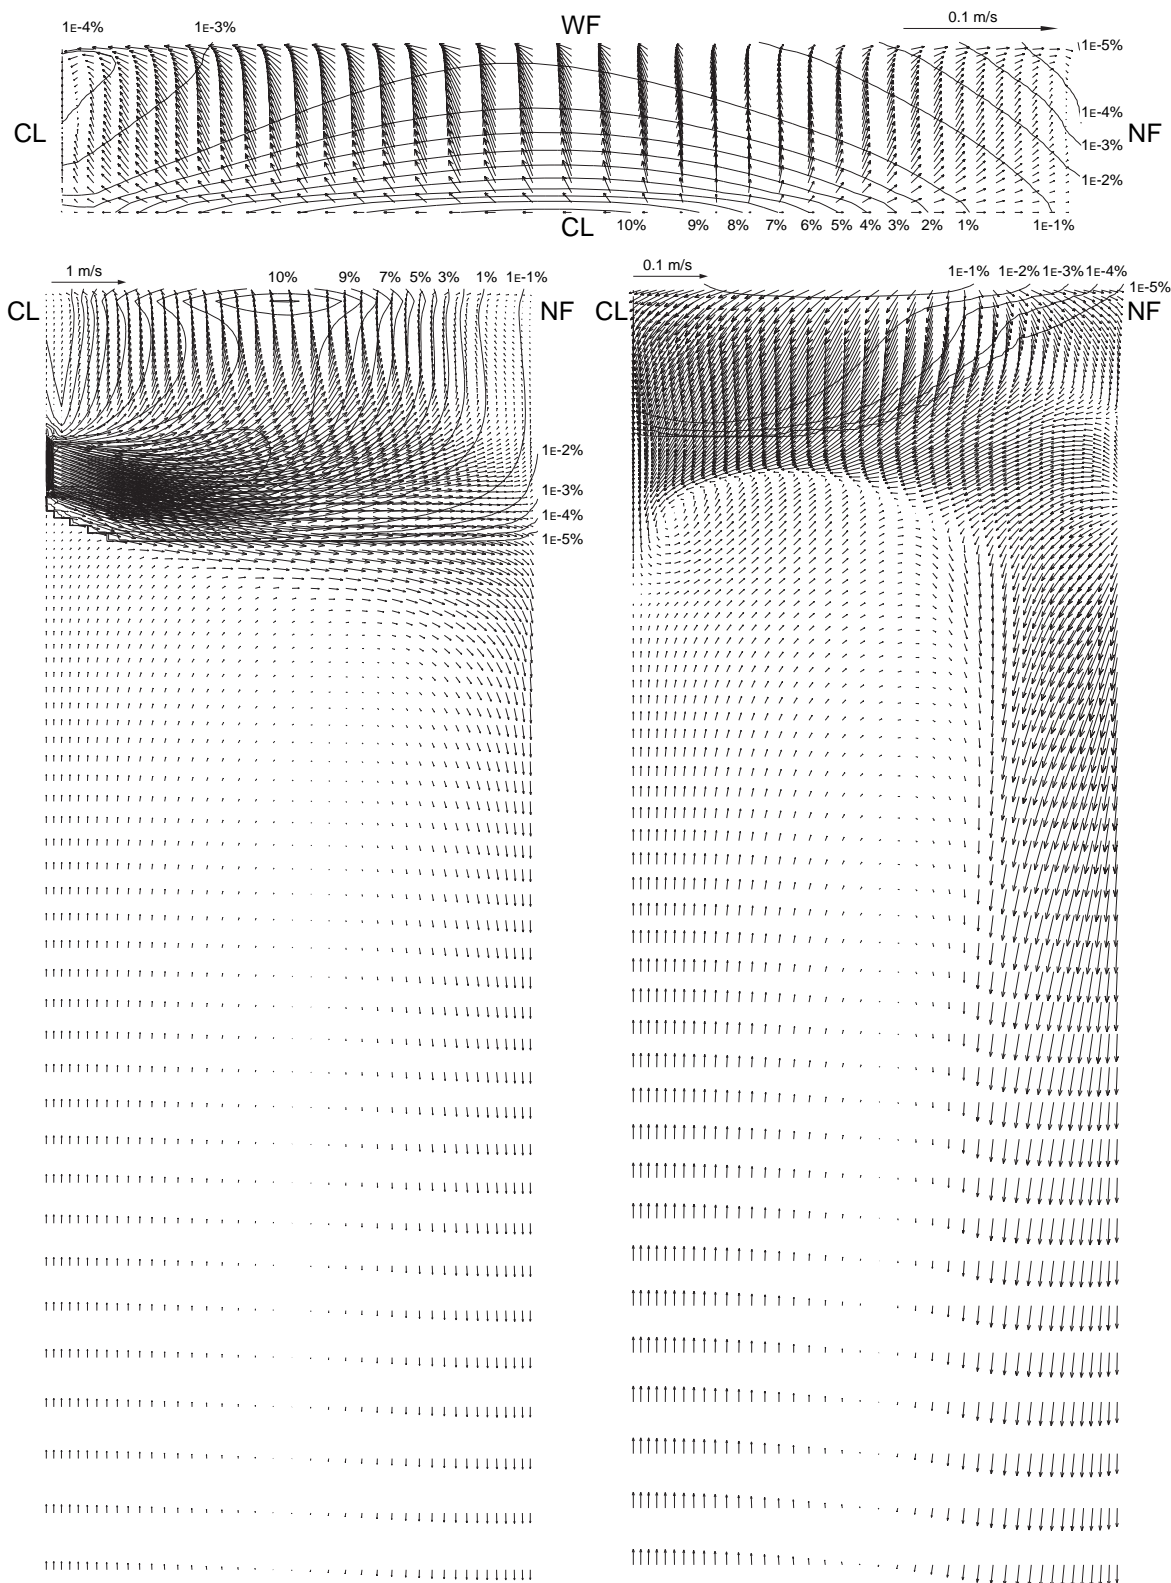 1E-4% 1E-3% WF 0.1 m/s 1E-5%
CL 1E-4% NF
1E-3%
1E-2%
CL 10% 9% 8% 7% 6% 5% 4% 3% 2% 1% 1E-1%
1 m/s 10% 9% 7% 5% 3% 1% 1E-1%
CL NF
1E-2%
1E-3%
1E-4%
1E-5%
0.1 m/s 1E-1% 1E-2% 1E-3% 1E-4%
1E-5%
CL NF